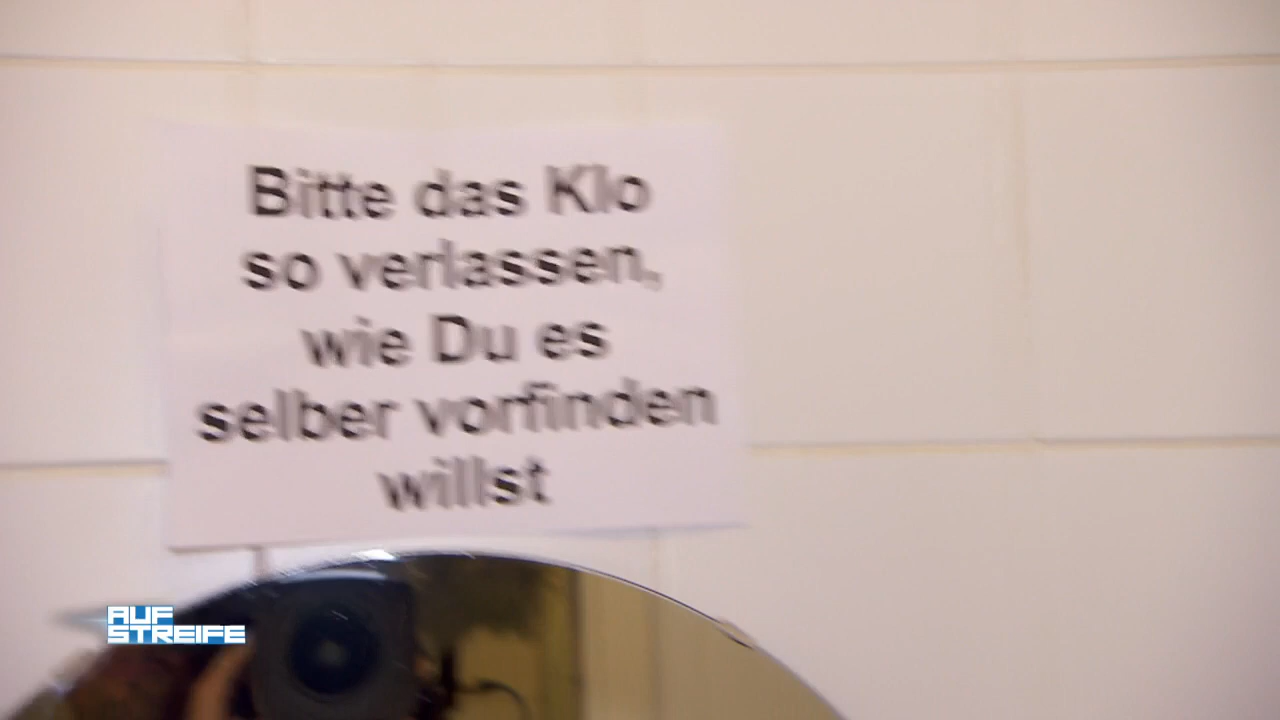 Bitte das Klo
so verlassen,
wie Du es
selber vorfinden
willst
AUF
STREIFE